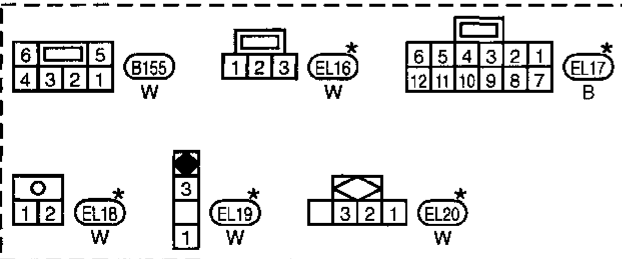 6 5
4 3 2 1
B155
W
1 2 3
EL16*
W
6 5 4 3 2 1
12 11 10 9 8 7
EL17*
B
1 2
EL18*
W
3
1
EL19*
W
3 2 1
EL20*
W